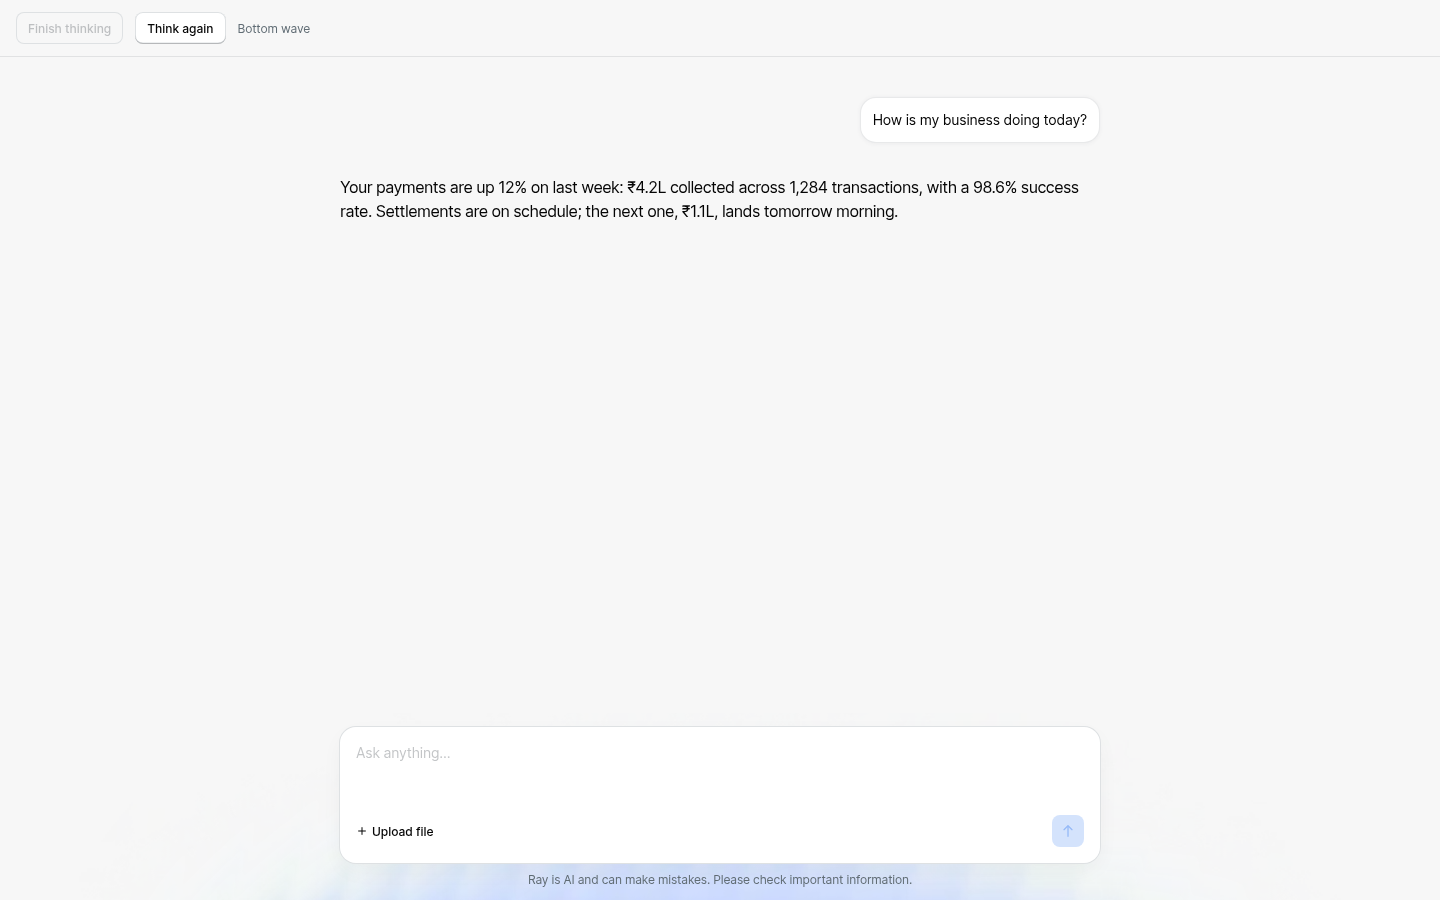 Finish thinking
Think again
Bottom wave
How is my business doing today?
Your payments are up 12% on last week: ₹4.2L collected across 1,284 transactions, with a 98.6% success
rate. Settlements are on schedule; the next one, ₹1.1L, lands tomorrow morning.
Ask anything...
+ Upload file
Ray is AI and can make mistakes. Please check important information.